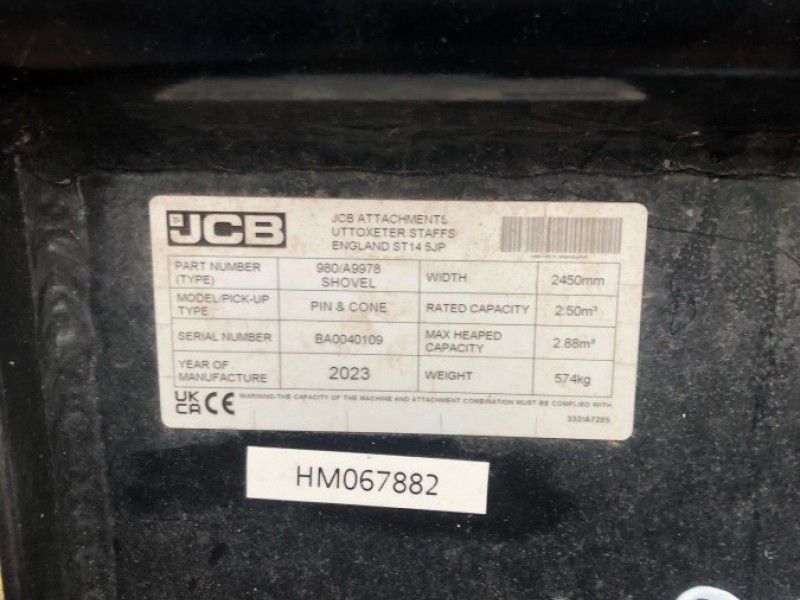 JCB
JCB ATTACHMENTS
UTTOXETER STAFFS
ENGLAND ST14 5JP
PART NUMBER (TYPE) 980/A9978 SHOVEL WIDTH 2450mm
MODEL/PICK-UP TYPE PIN & CONE RATED CAPACITY 2.50m³
SERIAL NUMBER BA0040109 MAX HEAPED CAPACITY 2.88m³
YEAR OF MANUFACTURE 2023 WEIGHT 574kg
UK CA CE WARNING-THE CAPACITY OF THE MACHINE AND ATTACHMENT COMBINATION MUST BE COMPLIED WITH
332/A7285
HM067882